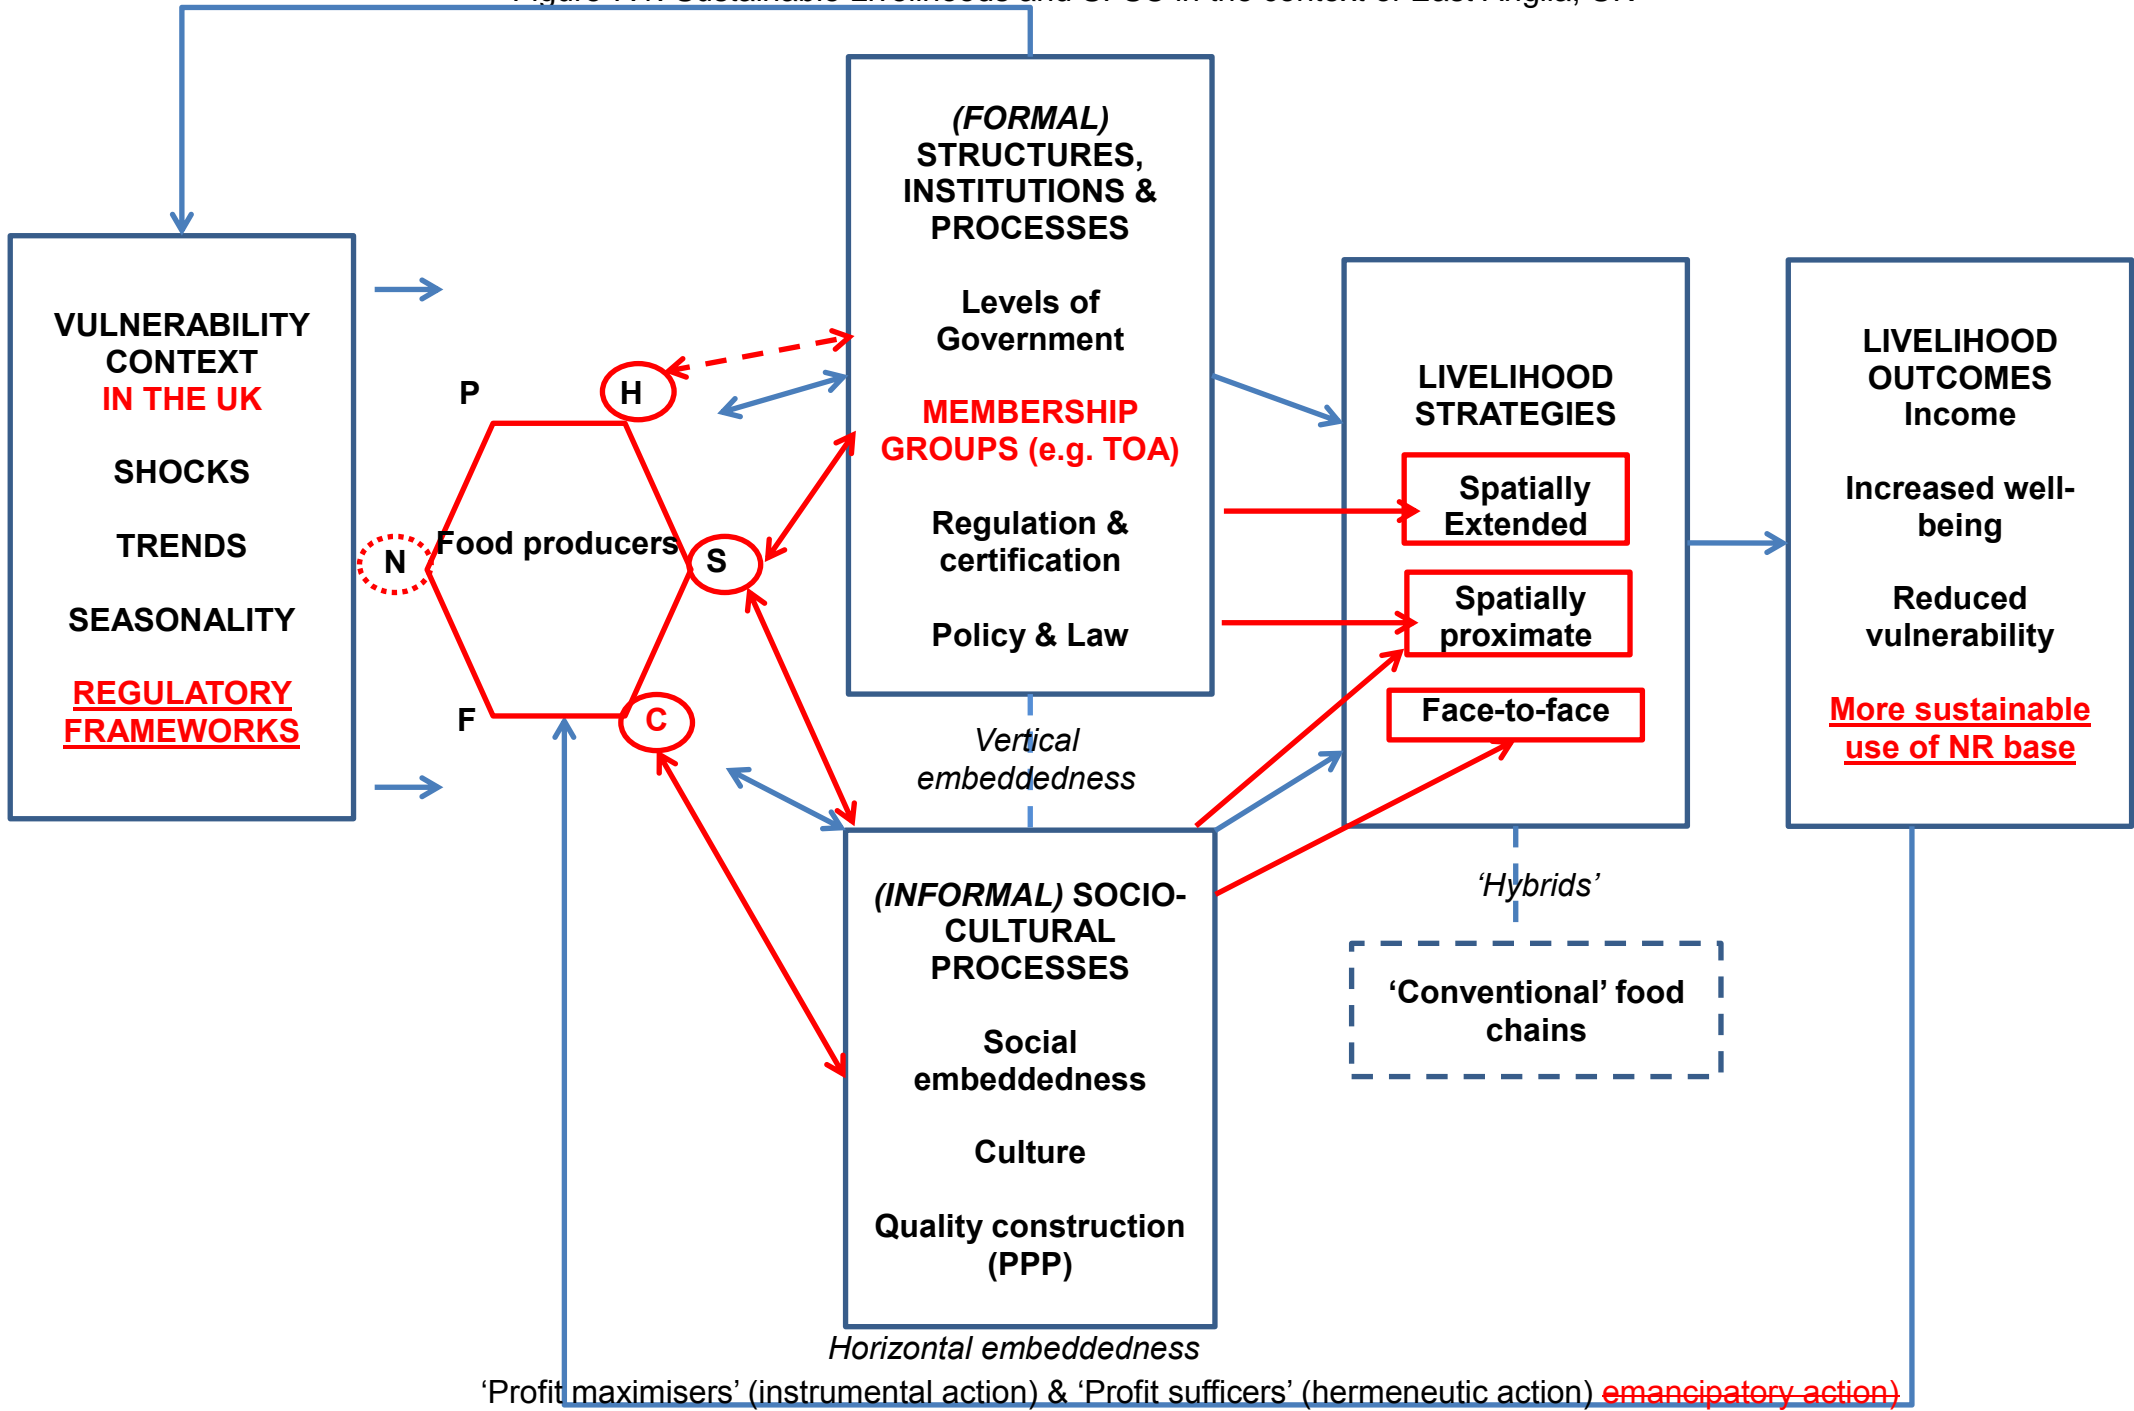 (FORMAL)
STRUCTURES,
INSTITUTIONS &
PROCESSES
Levels of
Government
MEMBERSHIP
GROUPS (e.g. TOA)
Regulation &
certification
Policy & Law
VULNERABILITY
CONTEXT
IN THE UK
SHOCKS
TRENDS
SEASONALITY
REGULATORY
FRAMEWORKS
P
H
N
Food producers
S
F
C
Vertical
embeddedness
(INFORMAL) SOCIO-
CULTURAL
PROCESSES
Social
embeddedness
Culture
Quality construction
(PPP)
Horizontal embeddedness
LIVELIHOOD
STRATEGIES
Spatially
Extended
Spatially
proximate
Face-to-face
‘Hybrids’
‘Conventional’ food
chains
LIVELIHOOD
OUTCOMES
Income
Increased well-
being
Reduced
vulnerability
More sustainable
use of NR base
‘Profit maximisers’ (instrumental action) & ‘Profit sufficers’ (hermeneutic action) emancipatory action)